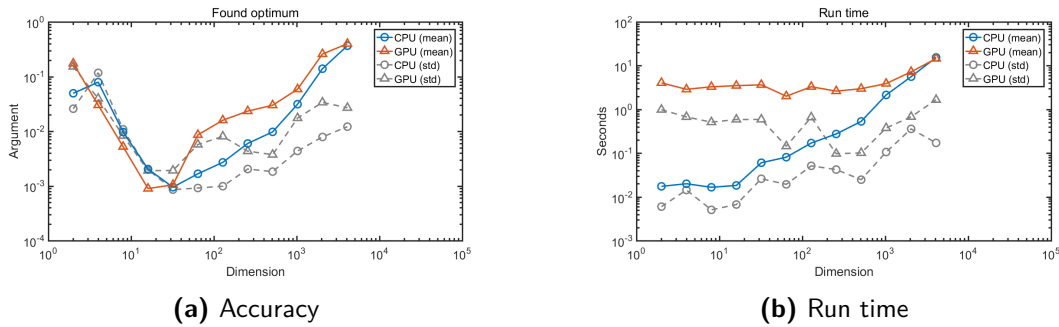 Found optimum
10^0
10^-1
10^-2
10^-3
10^-4
Argument
10^0 10^1 10^2 10^3 10^4 10^5
Dimension
CPU (mean)
GPU (mean)
CPU (std)
GPU (std)
(a) Accuracy
Run time
10^2
10^1
10^0
10^-1
10^-2
10^-3
Seconds
10^0 10^1 10^2 10^3 10^4 10^5
Dimension
CPU (mean)
GPU (mean)
CPU (std)
GPU (std)
(b) Run time